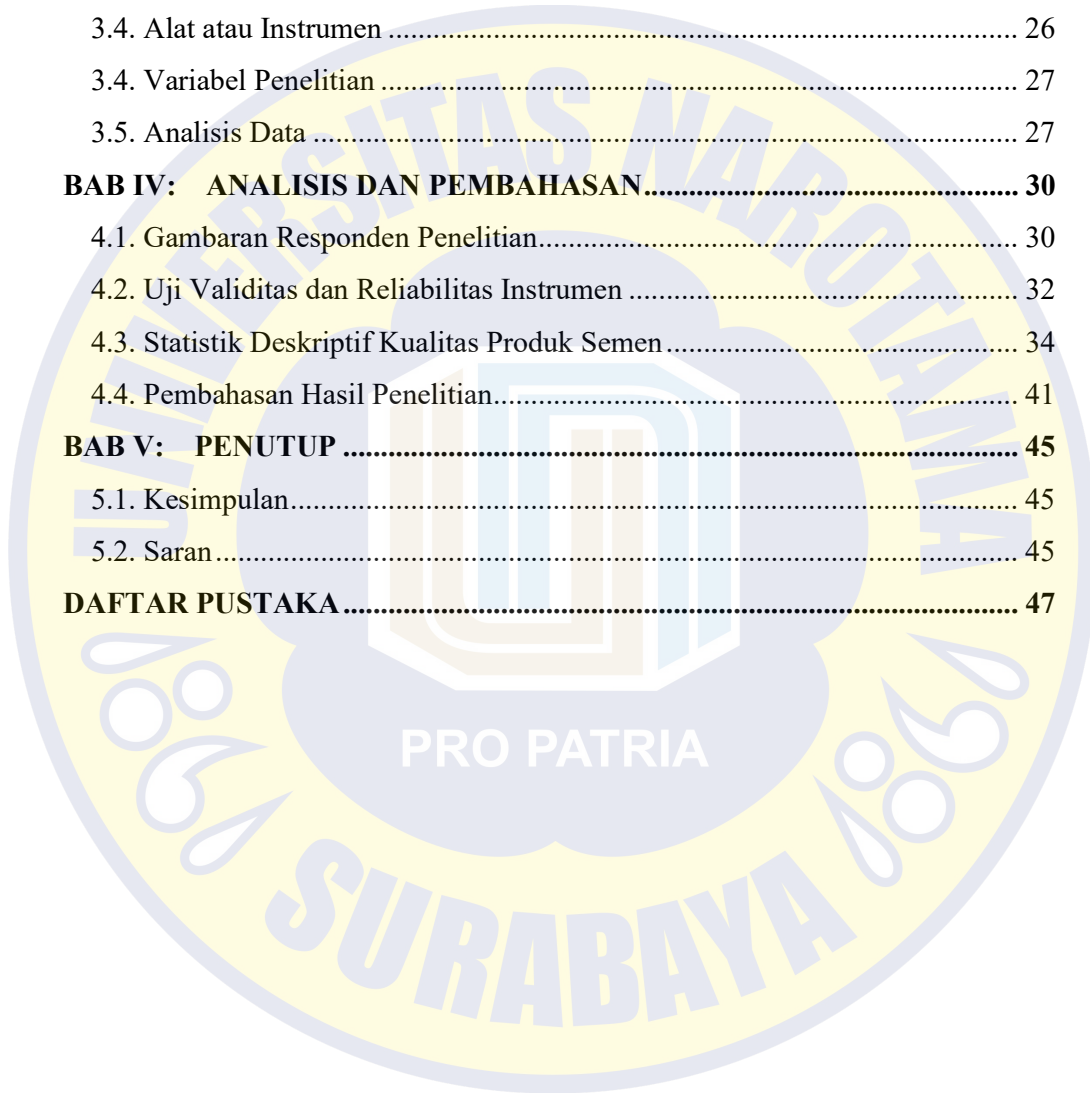 3.4. Alat atau Instrumen ................................................................................. 26
3.4. Variabel Penelitian .................................................................................. 27
3.5. Analisis Data ........................................................................................... 27
BAB IV: ANALISIS DAN PEMBAHASAN ................................................ 30
4.1. Gambaran Responden Penelitian ............................................................. 30
4.2. Uji Validitas dan Reliabilitas Instrumen .................................................. 32
4.3. Statistik Deskriptif Kualitas Produk Semen ............................................. 34
4.4. Pembahasan Hasil Penelitian ................................................................... 41
BAB V: PENUTUP ....................................................................................... 45
5.1. Kesimpulan .............................................................................................. 45
5.2. Saran ........................................................................................................ 45
DAFTAR PUSTAKA ....................................................................................... 47
UNIVERSITAS NAROTAMA
PRO PATRIA
1981
1981
SURABAYA